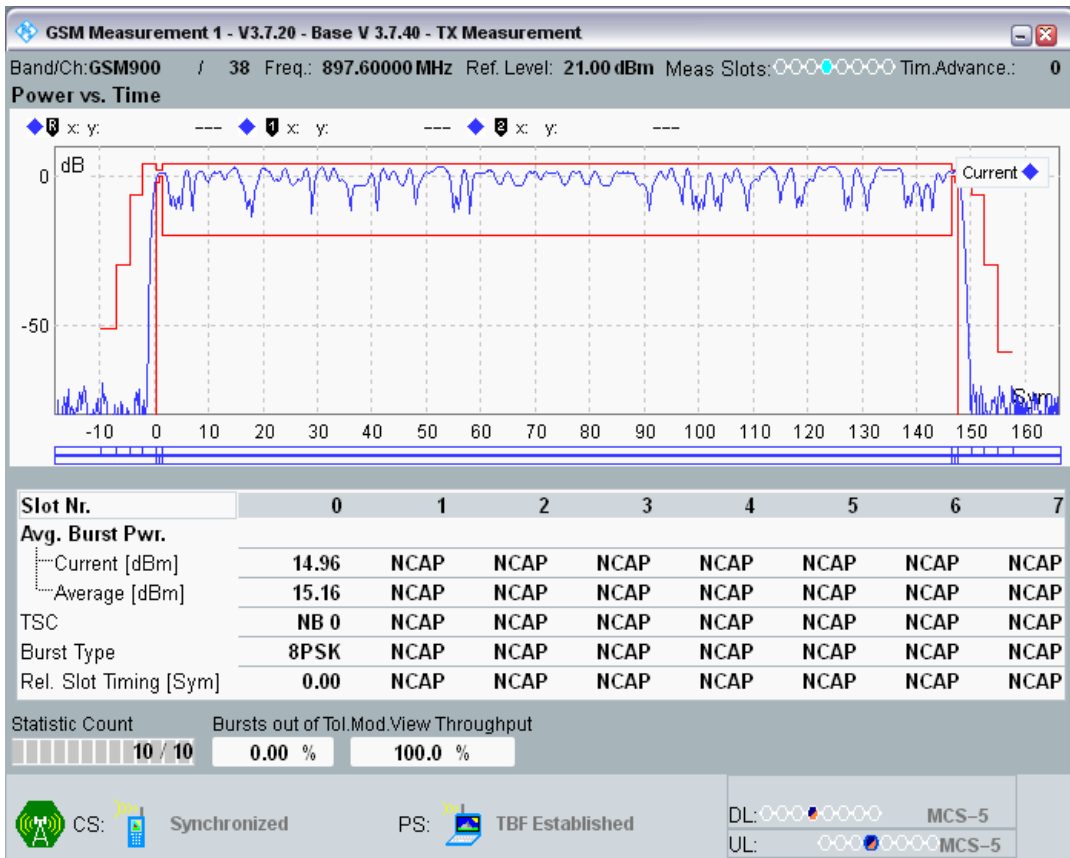 GSM Measurement 1 - V3.7.20 - Base V 3.7.40 - TX Measurement
Band/Ch:GSM900 / 38 Freq.: 897.60000 MHz Ref. Level: 21.00 dBm Meas Slots: Tim.Advance.: 0
Power vs. Time
R x: y: --- 1 x: y: --- 2 x: y: ---
dB
0
Current
-50
Sym
-10 0 10 20 30 40 50 60 70 80 90 100 110 120 130 140 150 160
Slot Nr. 0 1 2 3 4 5 6 7
Avg. Burst Pwr.
Current [dBm] 14.96 NCAP NCAP NCAP NCAP NCAP NCAP NCAP
Average [dBm] 15.16 NCAP NCAP NCAP NCAP NCAP NCAP NCAP
TSC NB 0 NCAP NCAP NCAP NCAP NCAP NCAP NCAP
Burst Type 8PSK NCAP NCAP NCAP NCAP NCAP NCAP NCAP
Rel. Slot Timing [Sym] 0.00 NCAP NCAP NCAP NCAP NCAP NCAP NCAP
Statistic Count Bursts out of Tol.Mod.View Throughput
10 / 10 0.00 % 100.0 %
CS: Synchronized PS: TBF Established
DL: MCS-5
UL: MCS-5